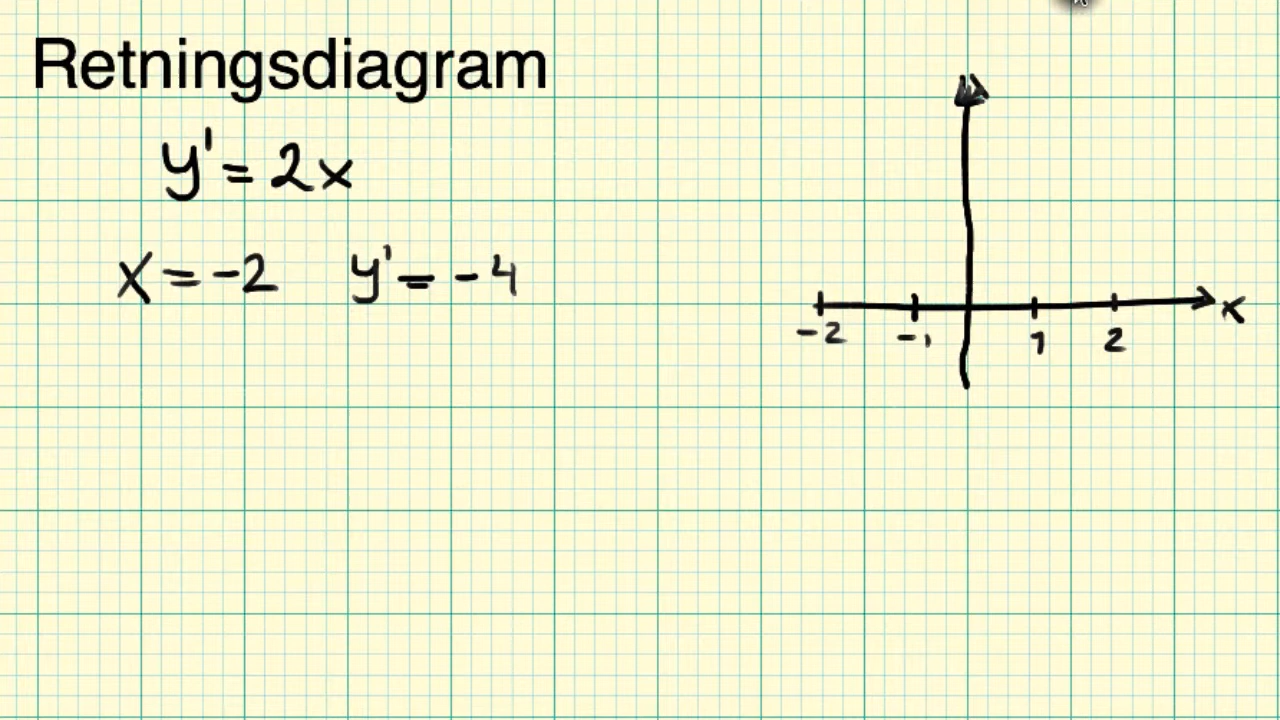 Retningsdiagram
y' = 2x
x = -2 y' = -4
x
-2 -1 1 2